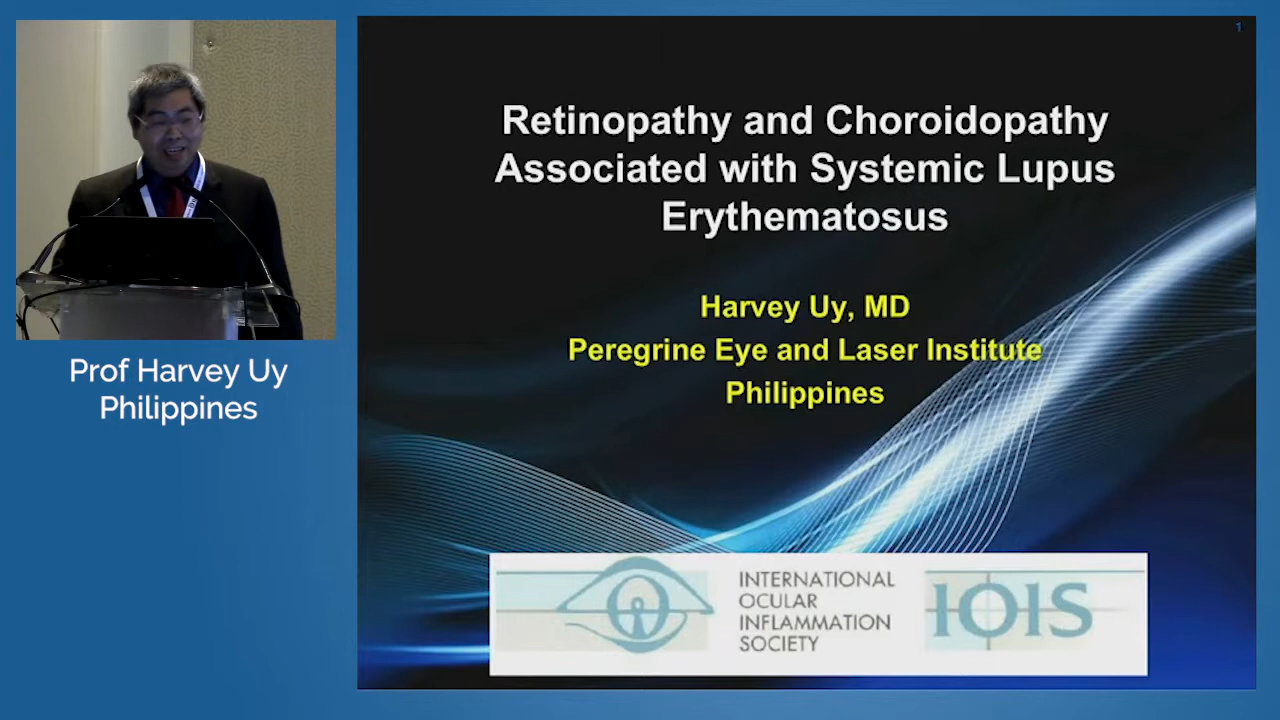 Prof Harvey Uy
Philippines
1
Retinopathy and Choroidopathy
Associated with Systemic Lupus
Erythematosus
Harvey Uy, MD
Peregrine Eye and Laser Institute
Philippines
INTERNATIONAL
OCULAR
INFLAMMATION
SOCIETY
IOIS